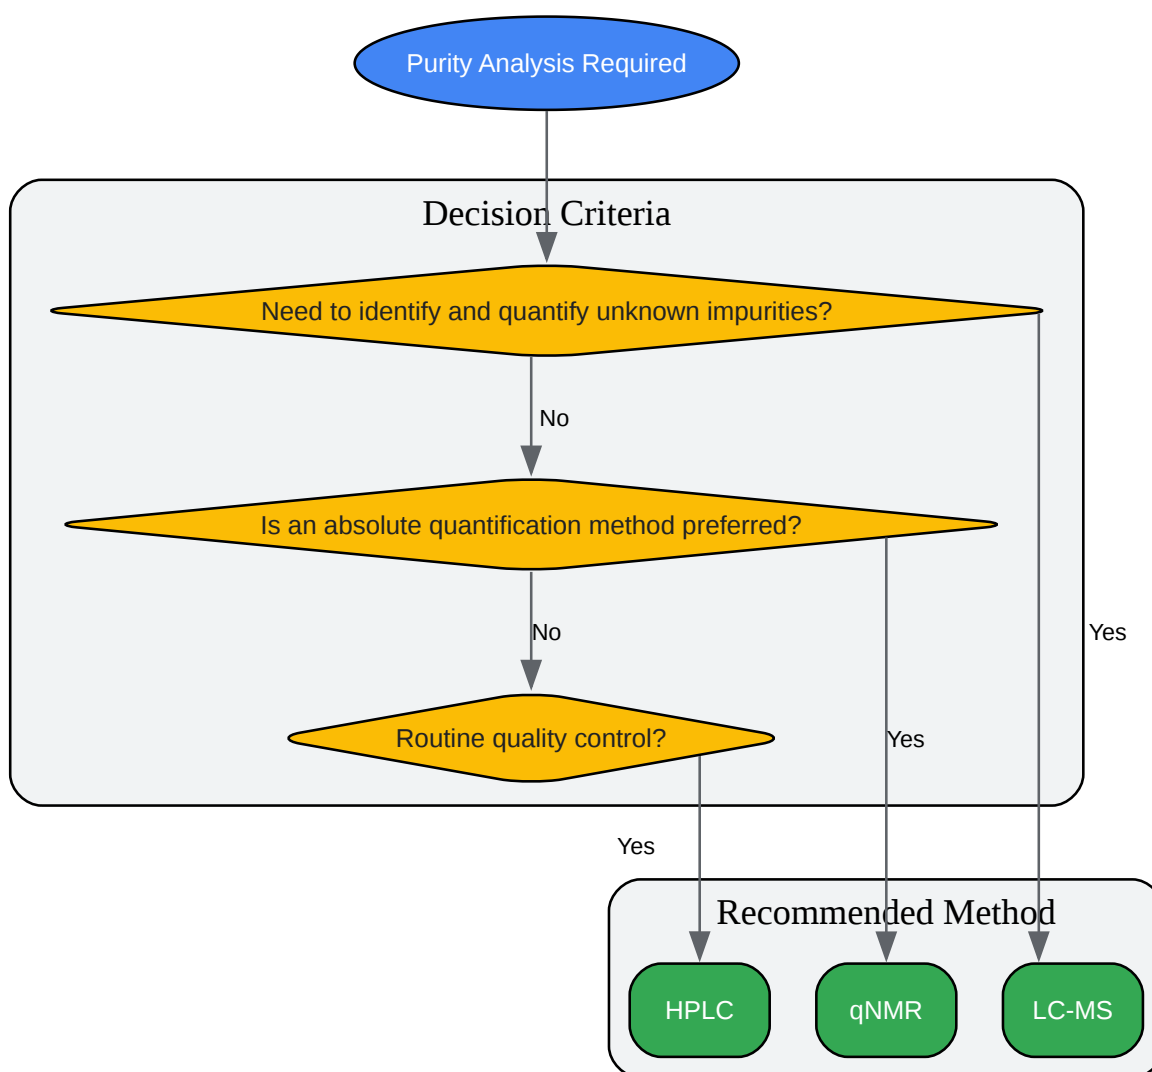 Purity Analysis Required
Decision Criteria
Need to identify and quantify unknown impurities?
No
Is an absolute quantification method preferred?
No
Yes
Routine quality control?
Yes
Yes
Recommended Method
HPLC
qNMR
LC-MS